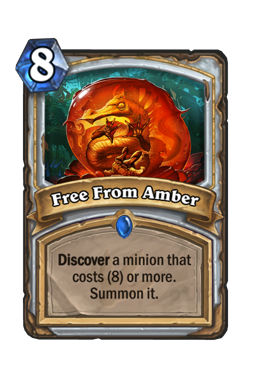 8
Free From Amber
Discover a minion that
costs (8) or more.
Summon it.